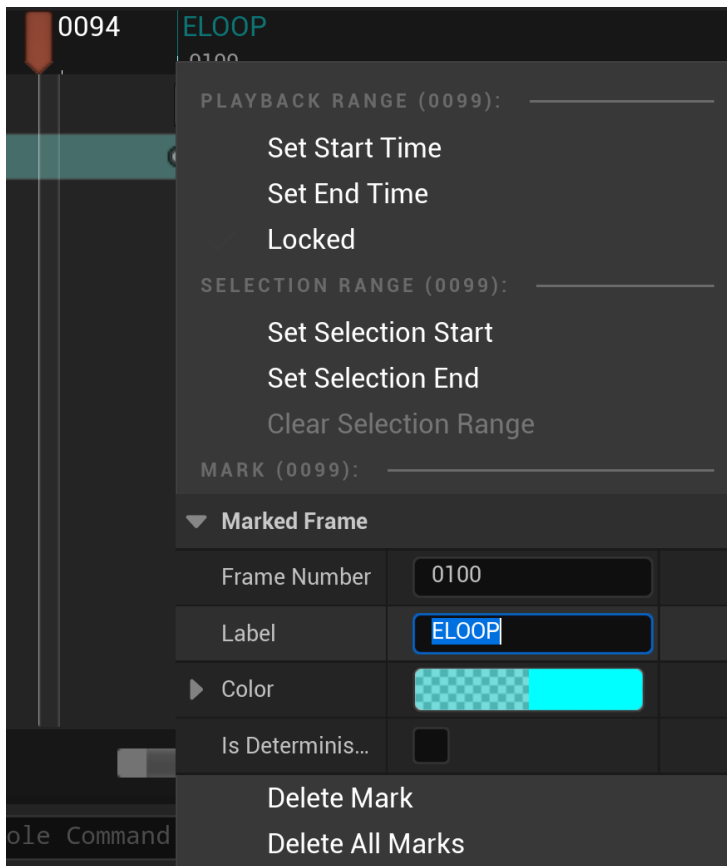 0094 ELOOP
0100
PLAYBACK RANGE (0099):
Set Start Time
Set End Time
Locked
SELECTION RANGE (0099):
Set Selection Start
Set Selection End
Clear Selection Range
MARK (0099):
Marked Frame
Frame Number 0100
Label ELOOP
Color
Is Determinis...
Delete Mark
ole Command
Delete All Marks